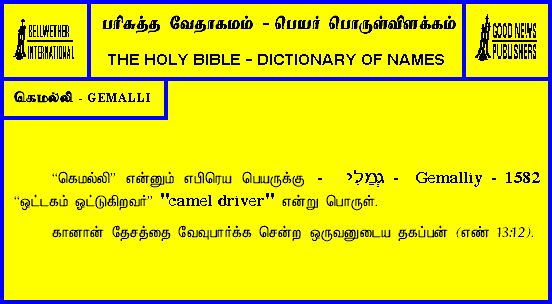 BELLWETHER
INTERNATIONAL
பரிசுத்த வேதாகமம் - பெயர் பொருள்விளக்கம்
THE HOLY BIBLE - DICTIONARY OF NAMES
GOOD NEWS
PUBLISHERS
கெமல்லி - GEMALLI
“கெமல்லி” என்னும் எபிரெய பெயருக்கு - גְּמַלִּי - Gemalliy - 1582
“ஒட்டகம் ஒட்டுகிறவர்” "camel driver" என்று பொருள்.
கானான் தேசத்தை வேவுபார்க்க சென்ற ஒருவனுடைய தகப்பன் (எண் 13:12).